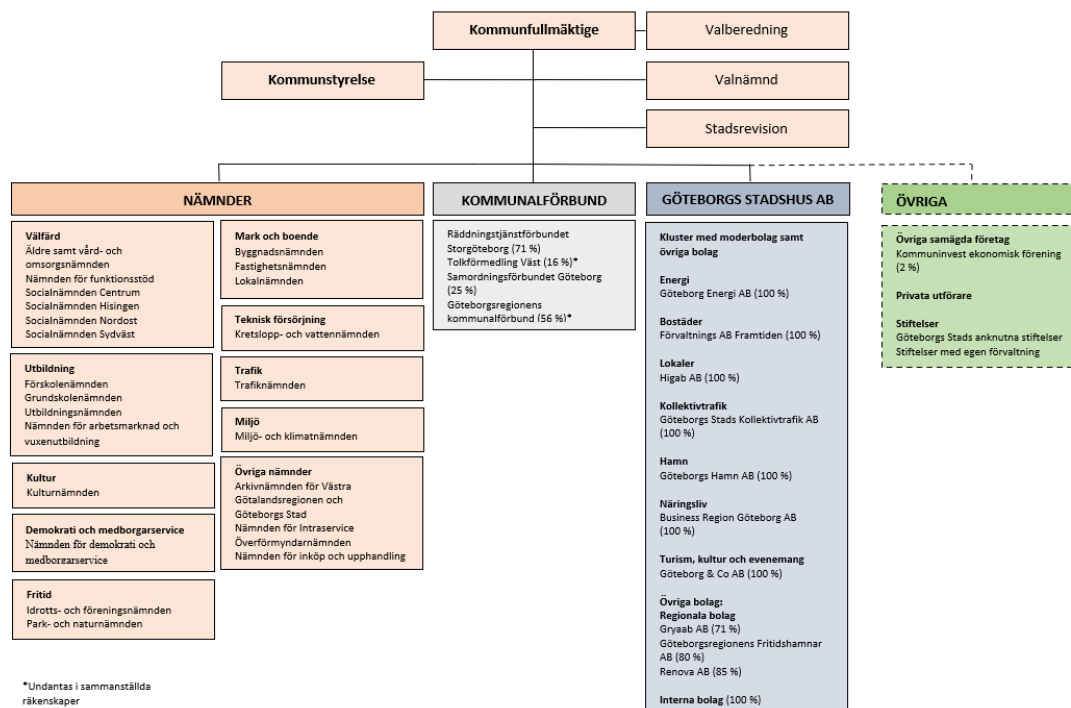 Kommunfullmäktige
Valberedning
Kommunstyrelse
Valnämnd
Stadsrevision
NÄMNDER
Välfärd
Äldre samt vård- och
omsorgsnämnden
Nämnden för funktionsstöd
Socialnämnden Centrum
Socialnämnden Hisingen
Socialnämnden Nordost
Socialnämnden Sydväst
Utbildning
Förskolenämnden
Grundskolenämnden
Utbildningsnämnden
Nämnden för arbetsmarknad och
vuxenutbildning
Kultur
Kulturnämnden
Demokrati och medborgarservice
Nämnden för demokrati och
medborgarservice
Fritid
Idrotts- och föreningsnämnden
Park- och naturnämnden
Mark och boende
Byggnadsnämnden
Fastighetsnämnden
Lokalnämnden
Teknisk försörjning
Kretslopp- och vattennämnden
Trafik
Trafiknämnden
Miljö
Miljö- och klimatnämnden
Övriga nämnder
Arkivnämnden för Västra
Götalandsregionen och
Göteborgs Stad
Nämnden för Intraservice
Överförmyndarnämnden
Nämnden för inköp och upphandling
KOMMUNALFÖRBUND
Räddningstjänstförbundet
Storgöteborg (71 %)
Tolkförmedling Väst (16 %)*
Samordningsförbundet Göteborg
(25 %)
Göteborgsregionens
kommunalförbund (56 %)*
GÖTEBORGS STADSHUS AB
Kluster med moderbolag samt
övriga bolag
Energi
Göteborg Energi AB (100 %)
Bostäder
Förvaltnings AB Framtiden (100 %)
Lokaler
Higab AB (100 %)
Kollektivtrafik
Göteborgs Stads Kollektivtrafik AB
(100 %)
Hamn
Göteborgs Hamn AB (100 %)
Näringsliv
Business Region Göteborg AB
(100 %)
Turism, kultur och evenemang
Göteborg & Co AB (100 %)
Övriga bolag:
Regionala bolag
Gryaab AB (71 %)
Göteborgsregionens Fritidshamnar
AB (80 %)
Renova AB (85 %)
Interna bolag (100 %)
ÖVRIGA
Övriga samägda företag
Kommuninvest ekonomisk förening
(2 %)
Privata utförare
Stiftelser
Göteborgs Stads anknutna stiftelser
Stiftelser med egen förvaltning
*Undantas i sammanställda
räkenskaper